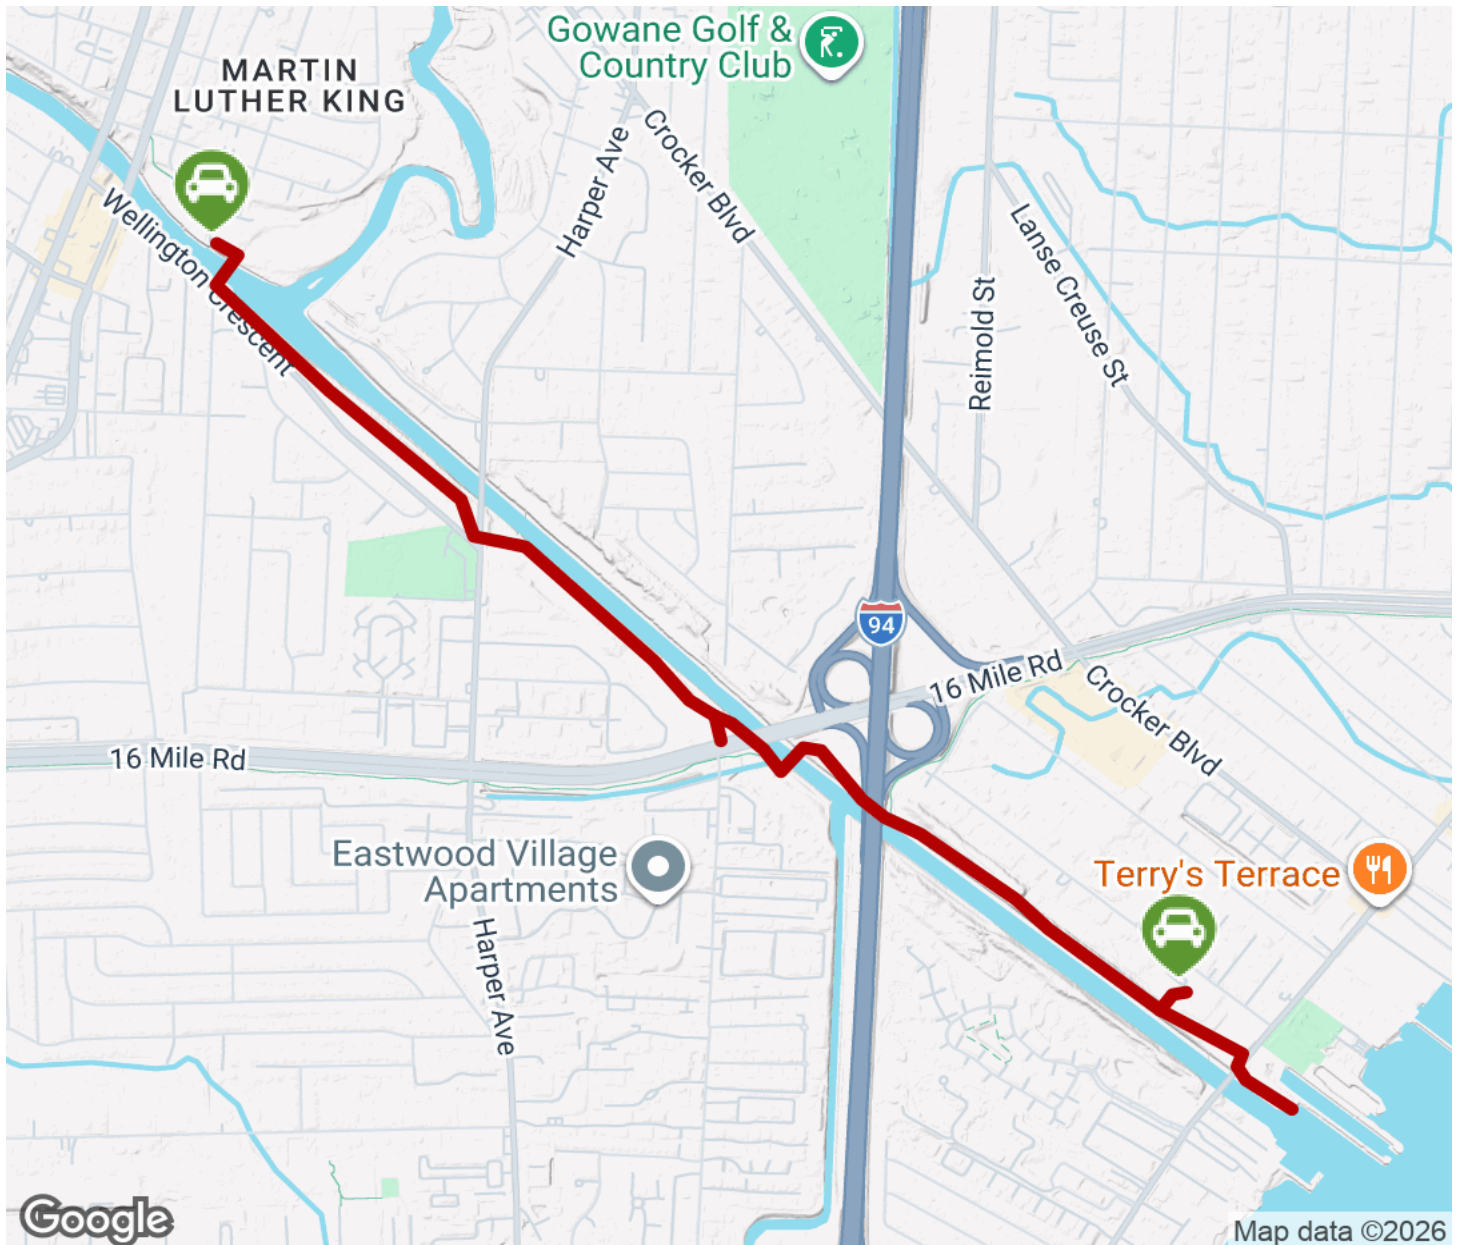 Gowane Golf &
Country Club
MARTIN
LUTHER KING
Crocker Blvd
Harper Ave
Wellington Crescent
Lanse Creuse St
Reimold St
94
16 Mile Rd
Crocker Blvd
16 Mile Rd
Eastwood Village
Apartments
Terry's Terrace
Harper Ave
Google
Map data ©2026